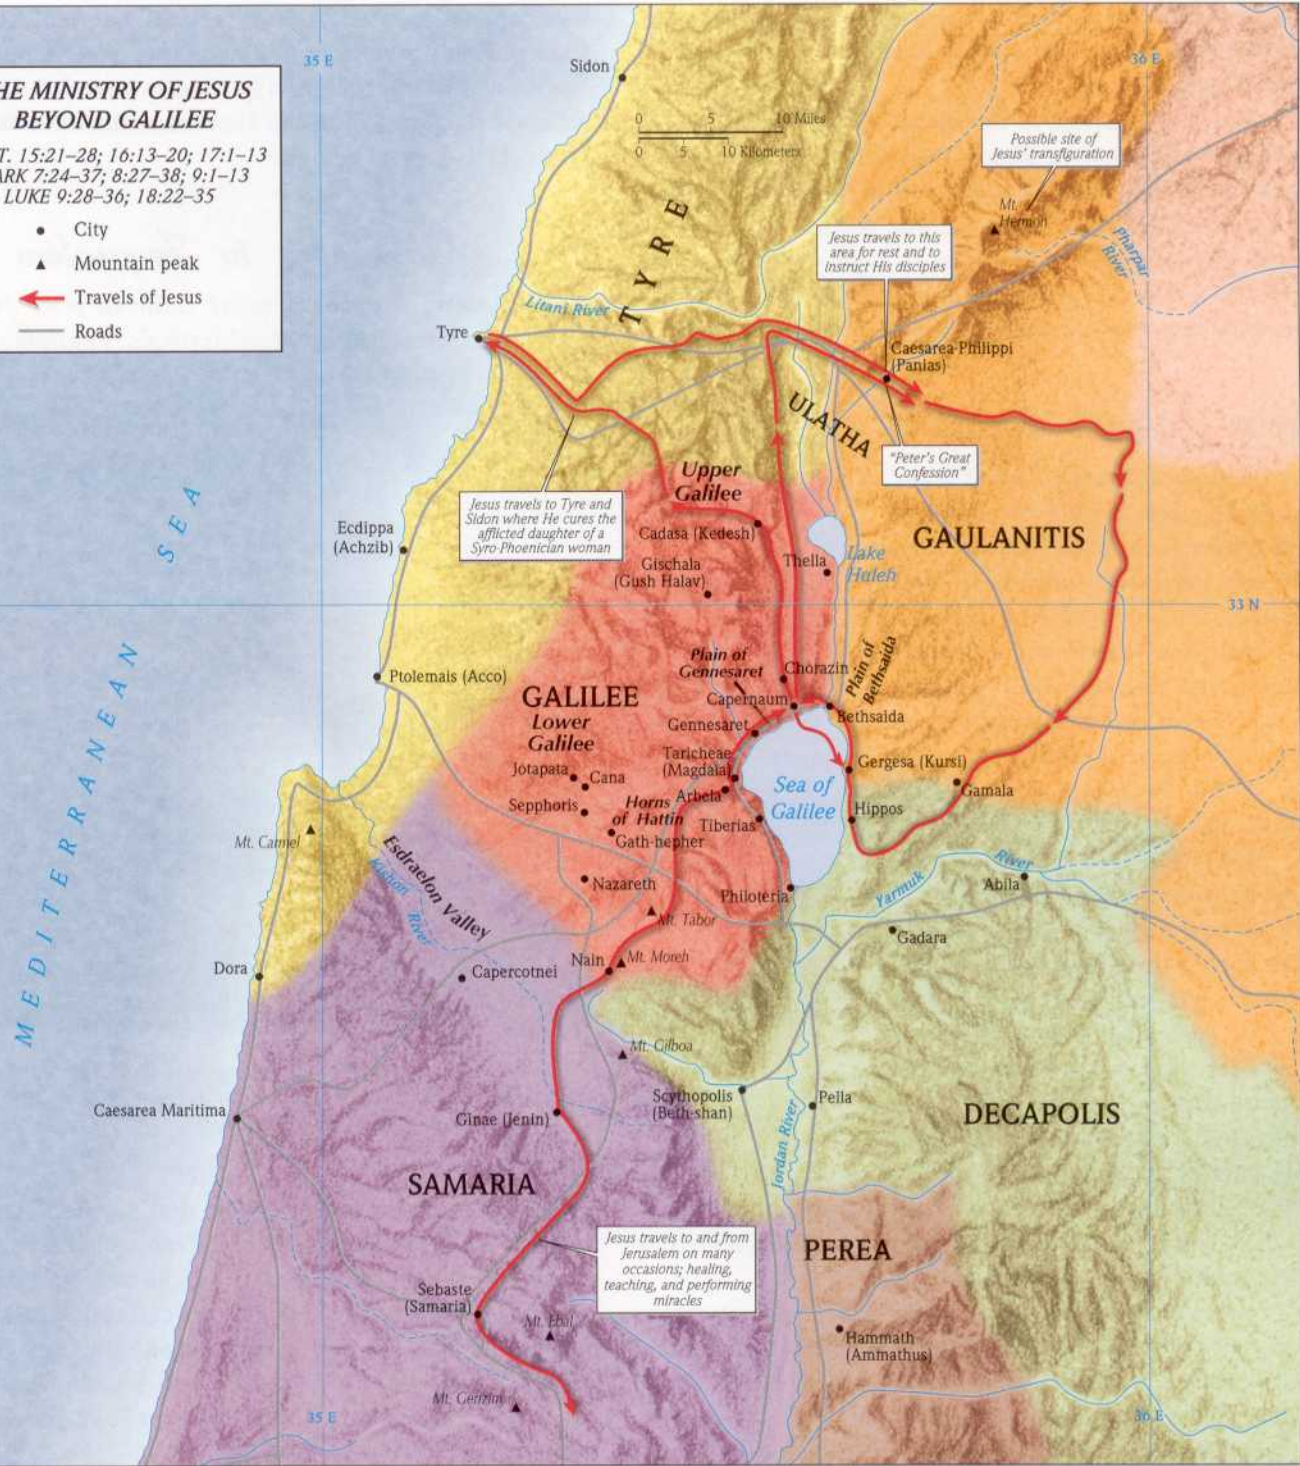 HE MINISTRY OF JESUS
BEYOND GALILEE
T. 15:21–28; 16:13–20; 17:1–13
ARK 7:24–37; 8:27–38; 9:1–13
LUKE 9:28–36; 18:22–35
City
Mountain peak
Travels of Jesus
Roads
35 E
36 E
Sidon
0 5 10 Miles
0 5 10 Kilometers
Possible site of
Jesus' transfiguration
Mt.
Hermon
Pharpar
River
Jesus travels to this
area for rest and to
instruct His disciples
TYRE
Litani River
Tyre
Caesarea-Philippi
(Panias)
ULATHA
"Peter's Great
Confession"
Upper
Galilee
Jesus travels to Tyre and
Sidon where He cures the
afflicted daughter of a
Syro-Phoenician woman
Cadasa (Kedesh)
GAULANITIS
Ecdippa
(Achzib)
Thella
Lake
Huleh
Gischala
(Gush Halav)
33 N
MEDITERRANEAN SEA
Plain of
Gennesaret
Chorazin
Plain of
Bethsaida
Ptolemais (Acco)
GALILEE
Lower
Galilee
Capernaum
Bethsaida
Gennesaret
Taricheae
(Magdala)
Gergesa (Kursi)
Jotapata
Cana
Arbela
Sea of
Galilee
Gamala
Sepphoris
Horns
of Hattin
Hippos
Tiberias
Gath-hepher
Mt. Carmel
Esdraelon Valley
Kishon
River
Nazareth
Philoteria
Yarmuk
River
Abila
Mt. Tabor
Gadara
Nain
Mt. Moreh
Dora
Capercotnei
Mt. Gilboa
Scythopolis
(Beth-shan)
Pella
Caesarea Maritima
Ginae (Jenin)
DECAPOLIS
Jordan River
SAMARIA
Jesus travels to and from
Jerusalem on many
occasions; healing,
teaching, and performing
miracles
PEREA
Sebaste
(Samaria)
Mt. Ebal
Hammath
(Ammathus)
Mt. Gerizim
35 E
36 E